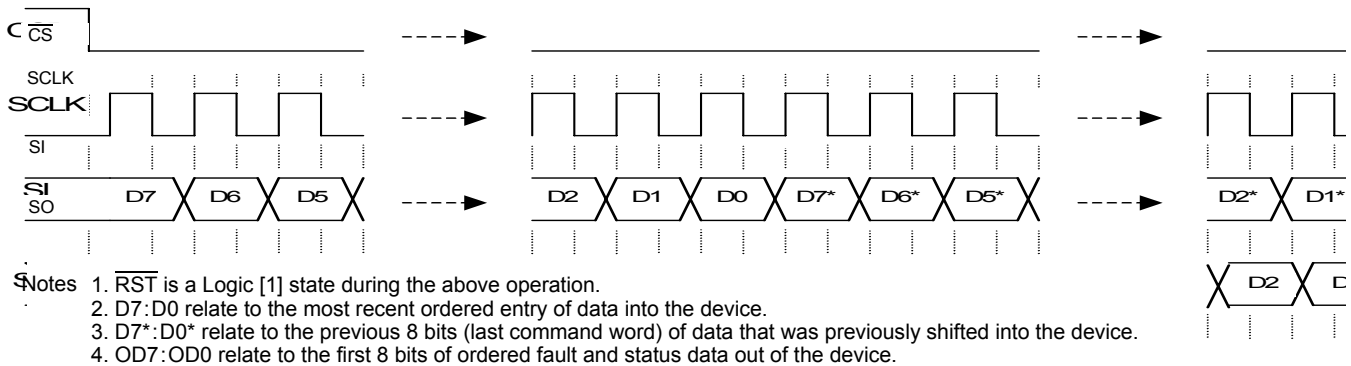 CS
SCLK
SCLK
SI
SI
SO
D7 D6 D5 D2 D1 D0 D7* D6* D5* D2* D1*
D2
Notes 1. RST is a Logic [1] state during the above operation.
2. D7:D0 relate to the most recent ordered entry of data into the device.
3. D7*:D0* relate to the previous 8 bits (last command word) of data that was previously shifted into the device.
4. OD7:OD0 relate to the first 8 bits of ordered fault and status data out of the device.